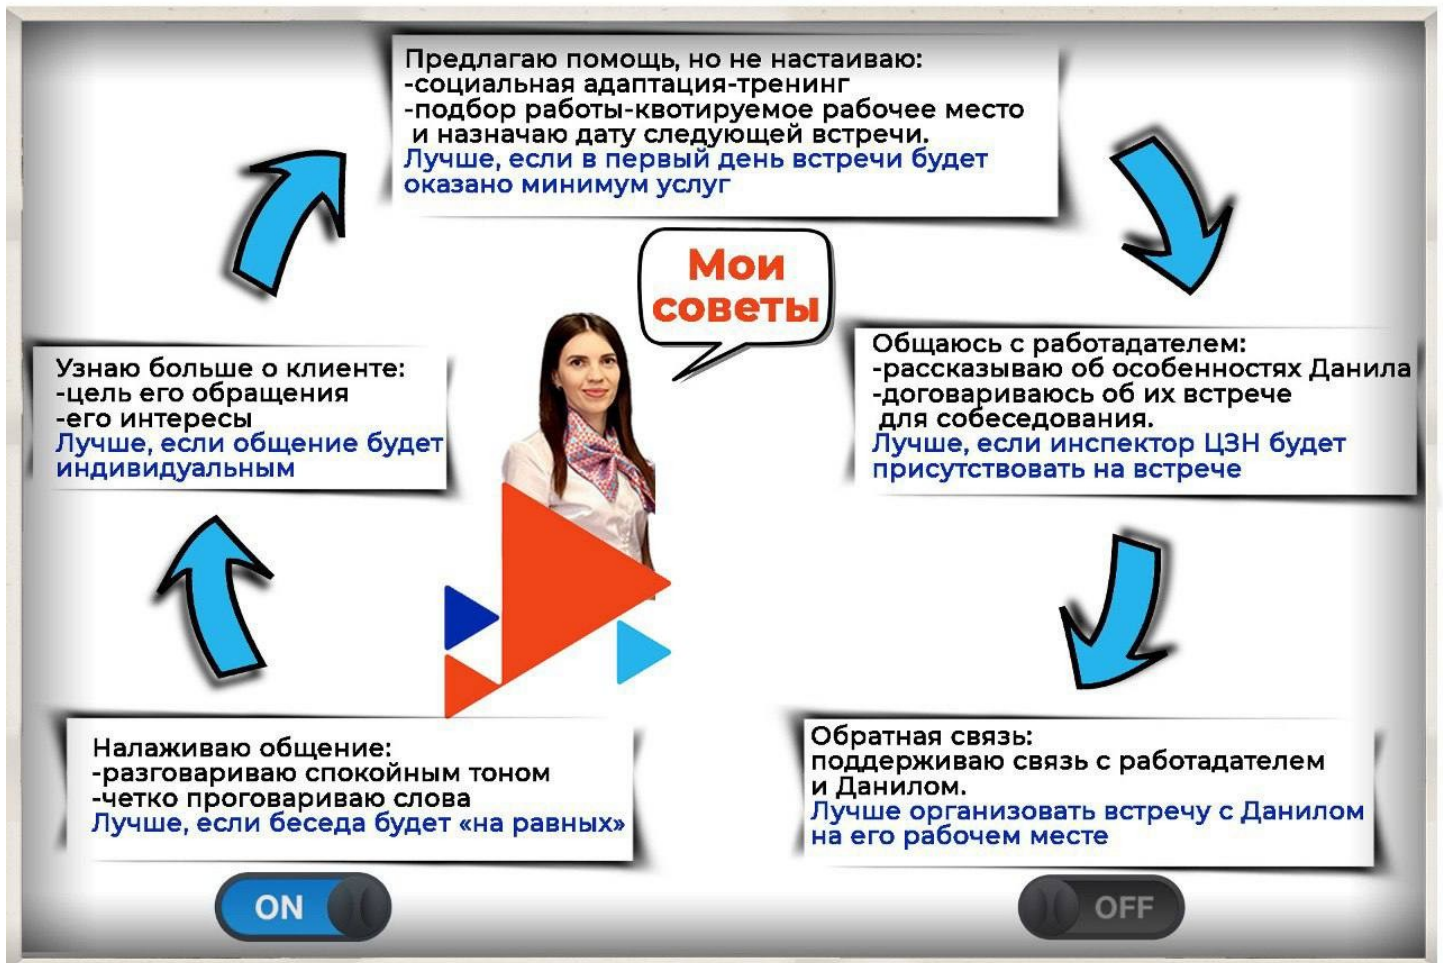 Предлагаю помощь, но не настаиваю:
-социальная адаптация-тренинг
-подбор работы-квотируемое рабочее место
и назначаю дату следующей встречи.
Лучше, если в первый день встречи будет
оказано минимум услуг
Мои
советы
Узнаю больше о клиенте:
-цель его обращения
-его интересы
Лучше, если общение будет
индивидуальным
Общаюсь с работадателем:
-рассказываю об особенностях Данила
-договариваюсь об их встрече
для собеседования.
Лучше, если инспектор ЦЗН будет
присутствовать на встрече
Налаживаю общение:
-разговариваю спокойным тоном
-четко проговариваю слова
Лучше, если беседа будет «на равных»
Обратная связь:
поддерживаю связь с работадателем
и Данилом.
Лучше организовать встречу с Данилом
на его рабочем месте
ON
OFF